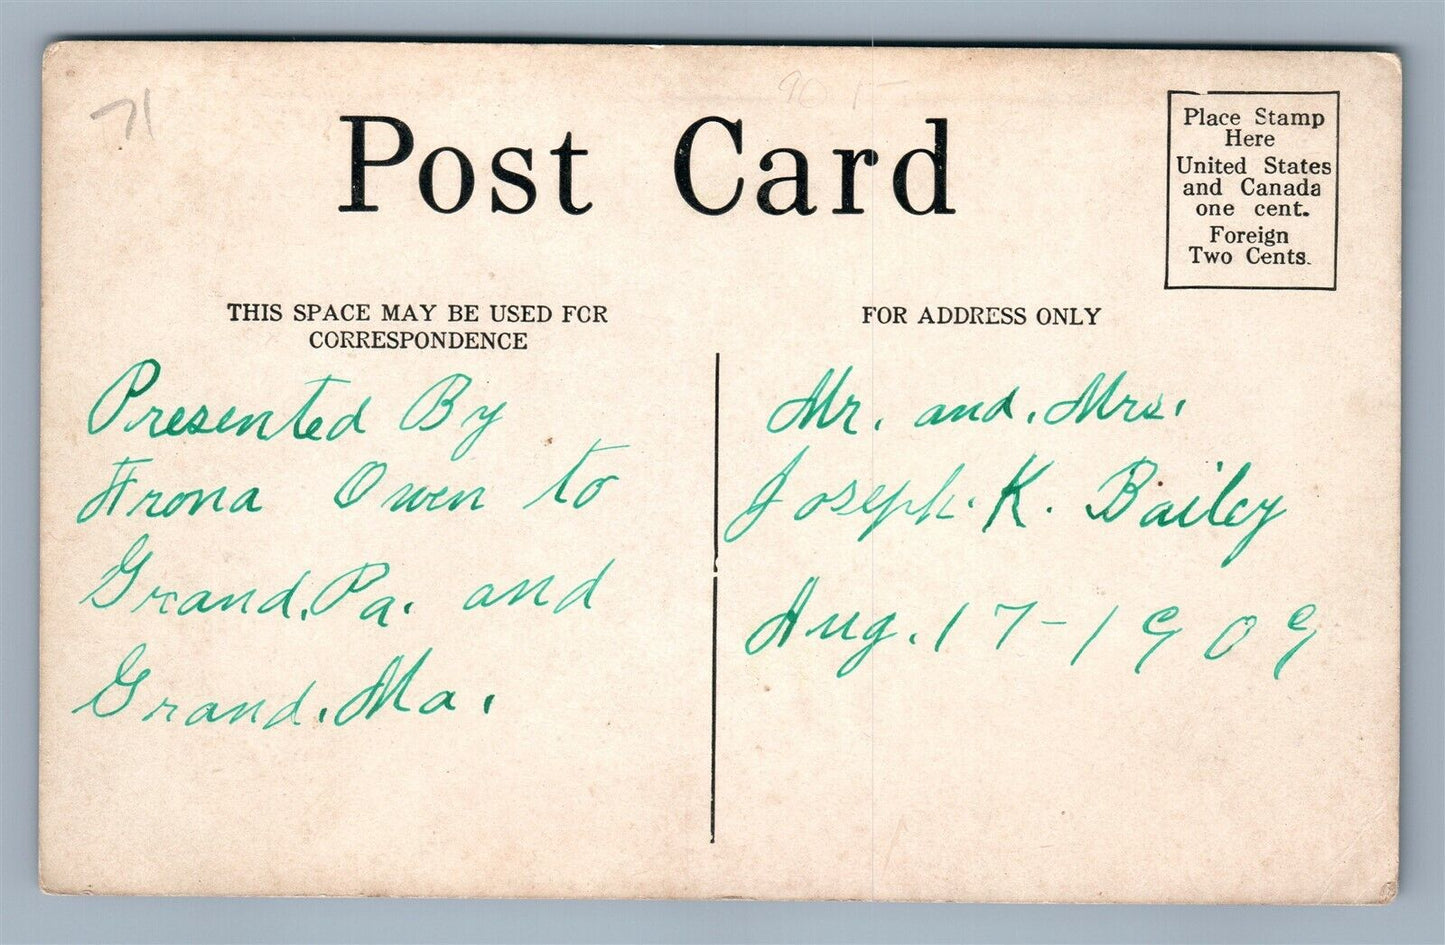 71
Post Card
Place Stamp
Here
United States
and Canada
one cent.
Foreign
Two Cents.
THIS SPACE MAY BE USED FOR
CORRESPONDENCE
Presented By
Frona Owen to
Grand.Pa. and
Grand.Ma.
FOR ADDRESS ONLY
Mr. and. Mrs.
Joseph. K. Bailey
Aug. 17-1909